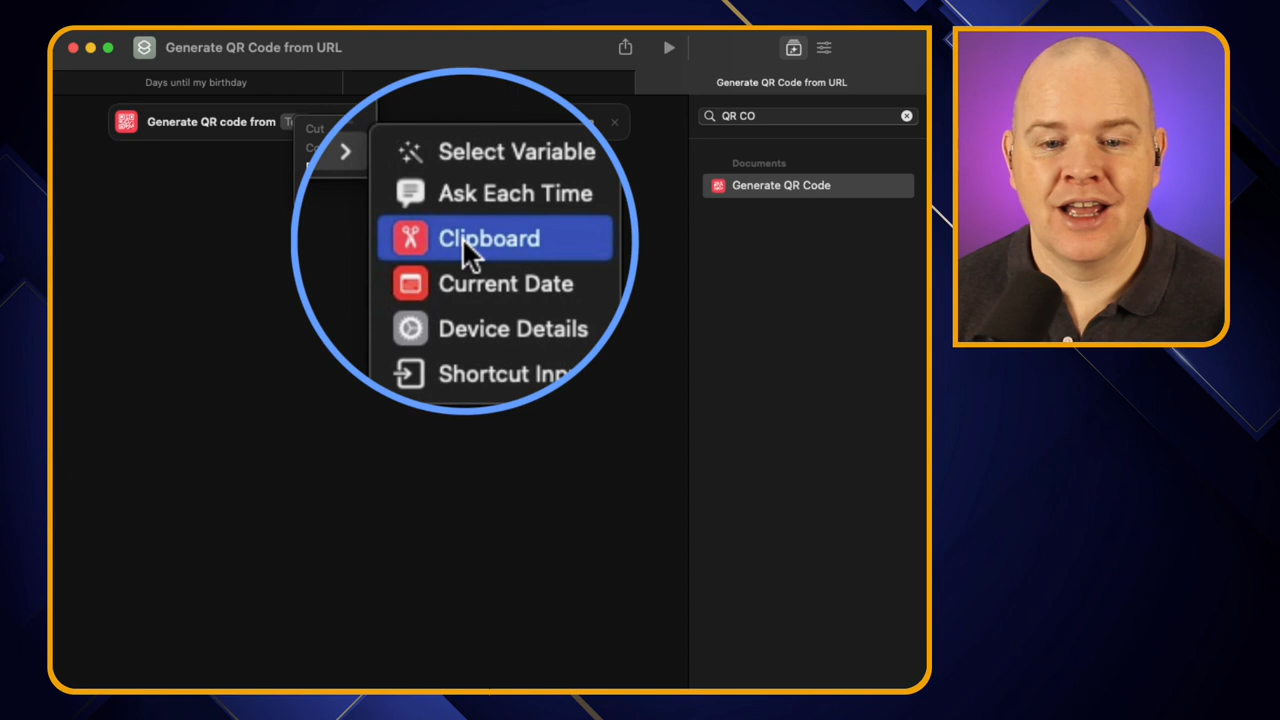 Generate QR Code from URL
Days until my birthday
Generate QR Code from URL
Generate QR code from
Cut
QR CO
Select Variable
Ask Each Time
Clipboard
Current Date
Device Details
Shortcut
Documents
Generate QR Code